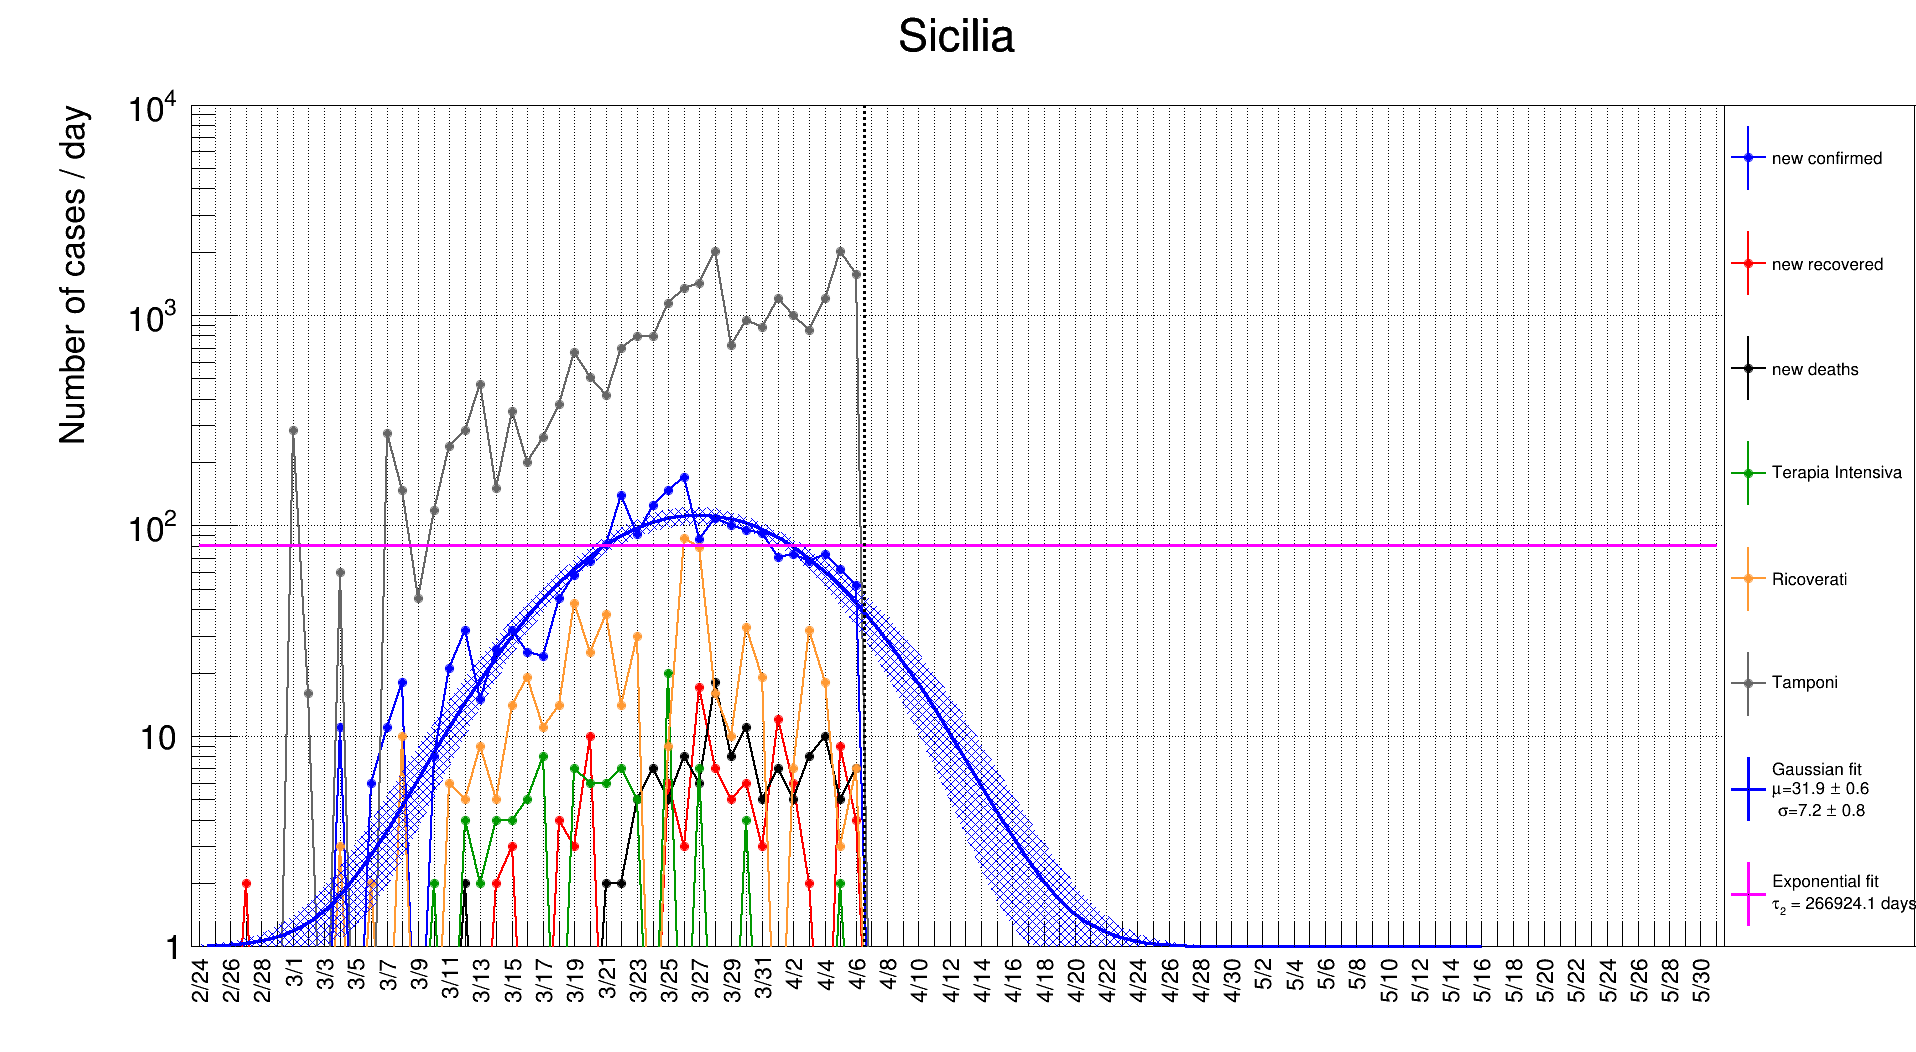 Sicilia
Number of cases / day
10^4
10^3
10^2
10
1
2/24 2/26 2/28 3/1 3/3 3/5 3/7 3/9 3/11 3/13 3/15 3/17 3/19 3/21 3/23 3/25 3/27 3/29 3/31 4/2 4/4 4/6 4/8 4/10 4/12 4/14 4/16 4/18 4/20 4/22 4/24 4/26 4/28 4/30 5/2 5/4 5/6 5/8 5/10 5/12 5/14 5/16 5/18 5/20 5/22 5/24 5/26 5/28 5/30
new confirmed
new recovered
new deaths
Terapia Intensiva
Ricoverati
Tamponi
Gaussian fit
μ=31.9 ± 0.6
σ=7.2 ± 0.8
Exponential fit
τ_2 = 266924.1 days